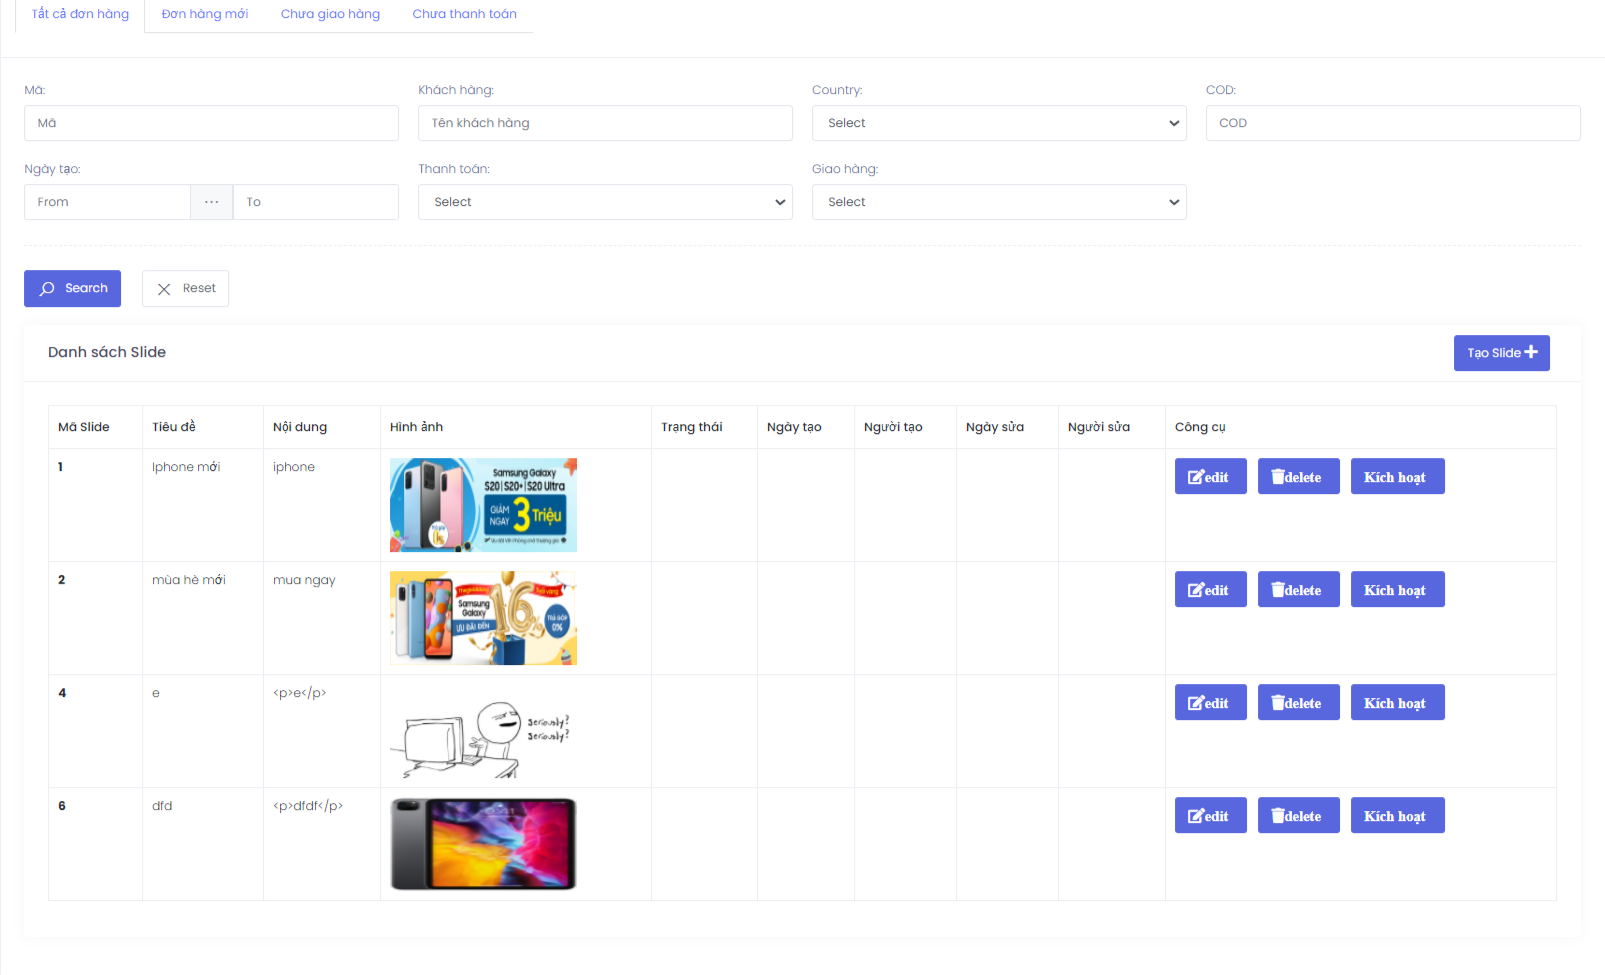 Tất cả đơn hàng Đơn hàng mới Chưa giao hàng Chưa thanh toán
Mã: Khách hàng: Country: COD:
Mã Tên khách hàng Select COD
Ngày tạo: Thanh toán: Giao hàng:
From ... To Select Select
Search Reset
Danh sách Slide Tạo Slide
Mã Slide Tiêu đề Nội dung Hình ảnh Trạng thái Ngày tạo Người tạo Ngày sửa Người sửa Công cụ
1 Iphone mới iphone edit delete Kích hoạt
Samsung Galaxy
S20 | S20+ | S20 Ultra
GIẢM
NGAY 3 Triệu
2 mùa hè mới mua ngay edit delete Kích hoạt
Samsung
Galaxy
ƯU ĐÃI ĐẾN 16%
TRẢ GÓP
0%
4 e <p>e</p> edit delete Kích hoạt
seriously?
seriously?
6 dfd <p>dfdf</p> edit delete Kích hoạt